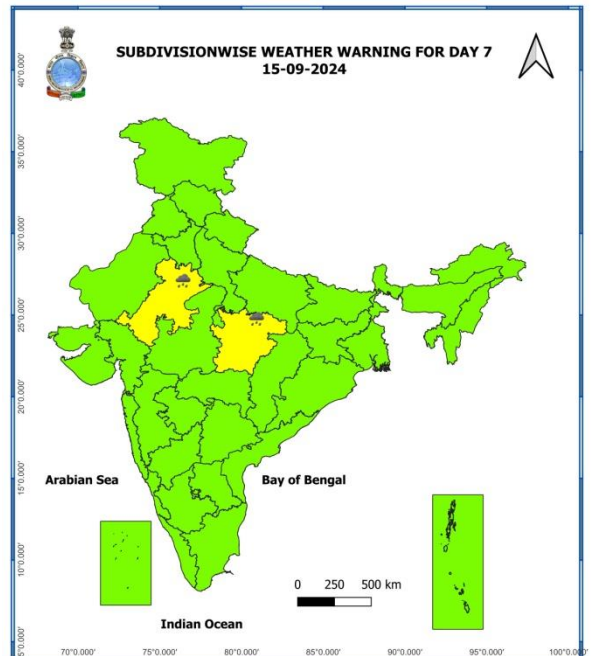 SUBDIVISIONWISE WEATHER WARNING FOR DAY 7
15-09-2024
40°0.000'
35°0.000'
30°0.000'
25°0.000'
20°0.000'
15°0.000'
10°0.000'
5°0.000'
Arabian Sea
Bay of Bengal
0 250 500 km
Indian Ocean
70°0.000' 75°0.000' 80°0.000' 85°0.000' 90°0.000' 95°0.000' 100°0.000'